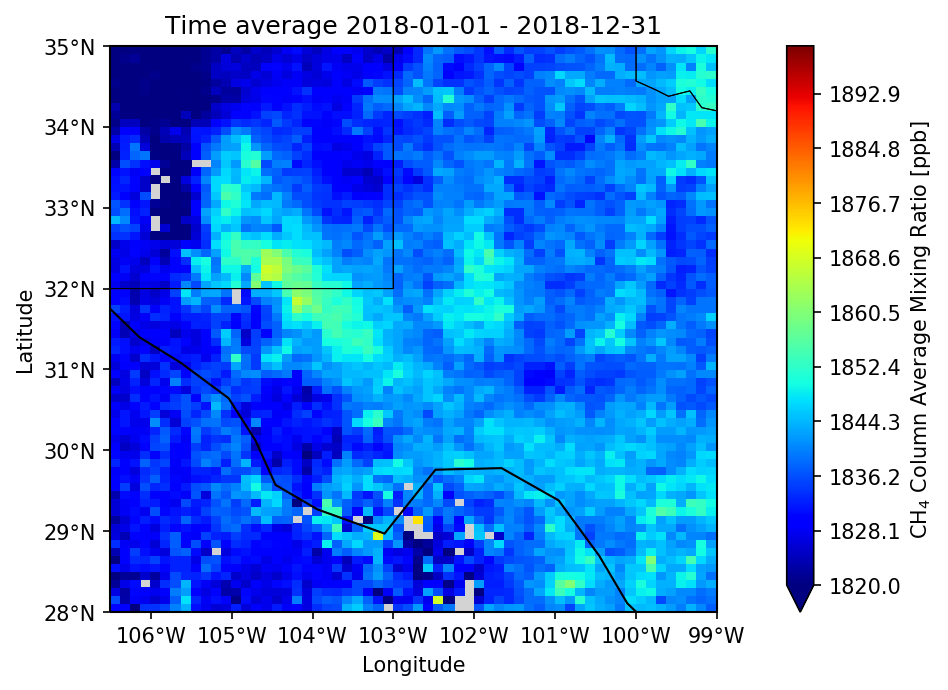 Time average 2018-01-01 - 2018-12-31
35°N
34°N
33°N
32°N
31°N
30°N
29°N
28°N
Latitude
106°W 105°W 104°W 103°W 102°W 101°W 100°W 99°W
Longitude
1892.9
1884.8
1876.7
1868.6
1860.5
1852.4
1844.3
1836.2
1828.1
1820.0
CH₄ Column Average Mixing Ratio [ppb]